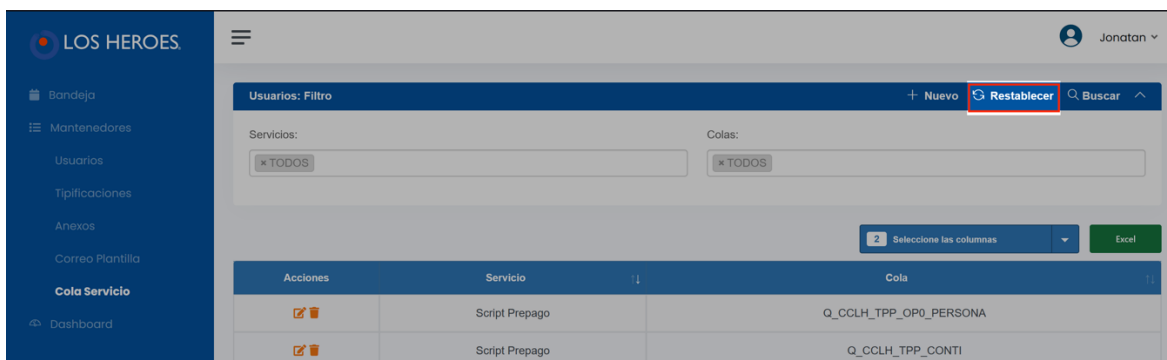 LOS HEROES.
Jonatan
Bandeja
Mantenedores
Usuarios
Tipificaciones
Anexos
Correo Plantilla
Cola Servicio
Dashboard
Usuarios: Filtro
+ Nuevo Restablecer Buscar
Servicios: Colas:
× TODOS × TODOS
2 Seleccione las columnas Excel
Acciones Servicio Cola
Script Prepago Q_CCLH_TPP_OP0_PERSONA
Script Prepago Q_CCLH_TPP_CONTI